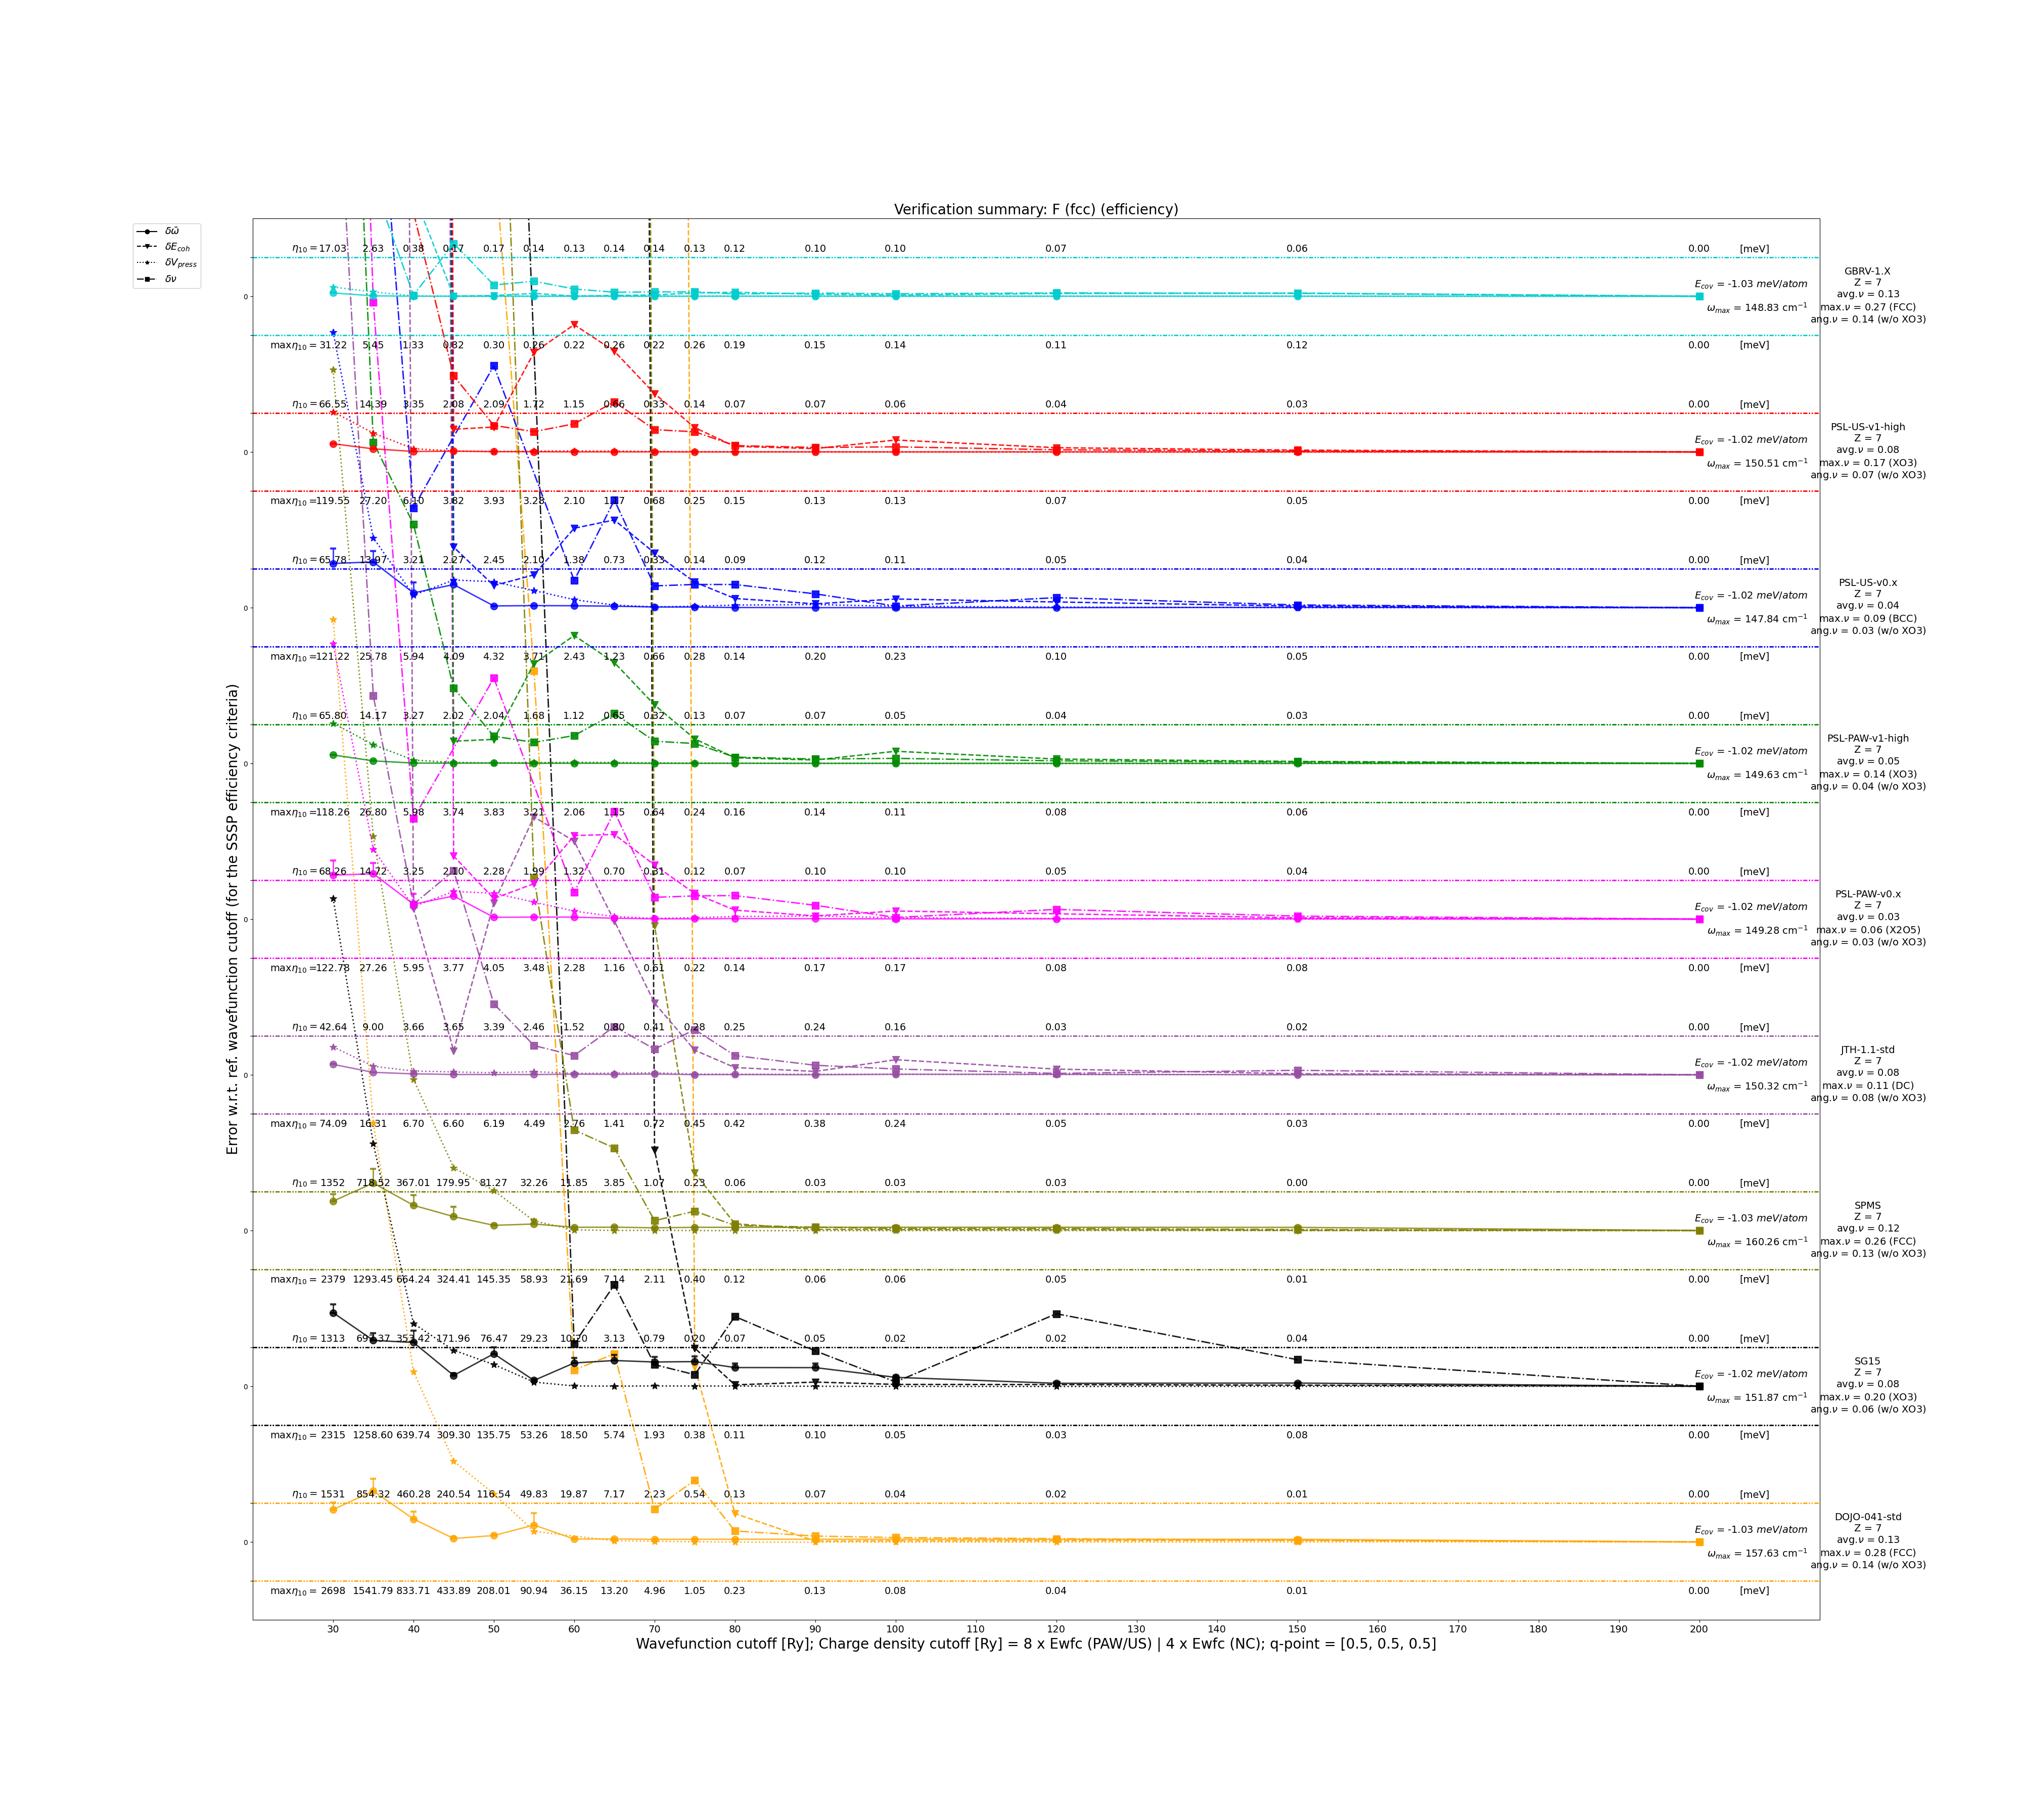 Verification summary: F (fcc) (efficiency)
δω̄
δE_coh
δV_press
δν
Error w.r.t. ref. wavefunction cutoff (for the SSSP efficiency criteria)
η₁₀ = 17.03 2.63 0.38 0.17 0.17 0.14 0.13 0.14 0.14 0.13 0.12 0.10 0.10 0.07 0.06 0.00 [meV]
0
E_cov = -1.03 meV/atom
ω_max = 148.83 cm⁻¹
GBRV-1.X
Z = 7
avg.ν = 0.13
max.ν = 0.27 (FCC)
ang.ν = 0.14 (w/o XO3)
maxη₁₀ = 31.22 5.45 1.33 0.32 0.30 0.26 0.22 0.26 0.22 0.26 0.19 0.15 0.14 0.11 0.12 0.00 [meV]
η₁₀ = 66.55 14.39 3.35 2.08 2.09 1.72 1.15 0.66 0.33 0.14 0.07 0.07 0.06 0.04 0.03 0.00 [meV]
0
E_cov = -1.02 meV/atom
ω_max = 150.51 cm⁻¹
PSL-US-v1-high
Z = 7
avg.ν = 0.08
max.ν = 0.17 (XO3)
ang.ν = 0.07 (w/o XO3)
maxη₁₀ = 119.55 27.20 6.10 3.82 3.93 3.28 2.10 1.17 0.68 0.25 0.15 0.13 0.13 0.07 0.05 0.00 [meV]
η₁₀ = 65.78 13.97 3.21 2.27 2.45 2.10 1.38 0.73 0.33 0.14 0.09 0.12 0.11 0.05 0.04 0.00 [meV]
0
E_cov = -1.02 meV/atom
ω_max = 147.84 cm⁻¹
PSL-US-v0.x
Z = 7
avg.ν = 0.04
max.ν = 0.09 (BCC)
ang.ν = 0.03 (w/o XO3)
maxη₁₀ = 121.22 25.78 5.94 4.09 4.32 3.71 2.43 1.23 0.66 0.28 0.14 0.20 0.23 0.10 0.05 0.00 [meV]
η₁₀ = 65.80 14.17 3.27 2.02 2.04 1.68 1.12 0.65 0.32 0.13 0.07 0.07 0.05 0.04 0.03 0.00 [meV]
0
E_cov = -1.02 meV/atom
ω_max = 149.63 cm⁻¹
PSL-PAW-v1-high
Z = 7
avg.ν = 0.05
max.ν = 0.14 (XO3)
ang.ν = 0.04 (w/o XO3)
maxη₁₀ = 118.26 26.80 5.98 3.74 3.83 3.21 2.06 1.15 0.64 0.24 0.16 0.14 0.11 0.08 0.06 0.00 [meV]
η₁₀ = 68.26 14.72 3.25 2.10 2.28 1.99 1.32 0.70 0.31 0.12 0.07 0.10 0.10 0.05 0.04 0.00 [meV]
0
E_cov = -1.02 meV/atom
ω_max = 149.28 cm⁻¹
PSL-PAW-v0.x
Z = 7
avg.ν = 0.03
max.ν = 0.06 (X2O5)
ang.ν = 0.03 (w/o XO3)
maxη₁₀ = 122.78 27.26 5.95 3.77 4.05 3.48 2.28 1.16 0.61 0.22 0.14 0.17 0.17 0.08 0.08 0.00 [meV]
η₁₀ = 42.64 9.00 3.66 3.65 3.39 2.46 1.52 0.80 0.41 0.28 0.25 0.24 0.16 0.03 0.02 0.00 [meV]
0
E_cov = -1.02 meV/atom
ω_max = 150.32 cm⁻¹
JTH-1.1-std
Z = 7
avg.ν = 0.08
max.ν = 0.11 (DC)
ang.ν = 0.08 (w/o XO3)
maxη₁₀ = 74.09 16.31 6.70 6.60 6.19 4.49 2.76 1.41 0.72 0.45 0.42 0.38 0.24 0.05 0.03 0.00 [meV]
η₁₀ = 1352 718.52 367.01 179.95 81.27 32.26 11.85 3.85 1.07 0.23 0.06 0.03 0.03 0.03 0.00 0.00 [meV]
0
E_cov = -1.03 meV/atom
ω_max = 160.26 cm⁻¹
SPMS
Z = 7
avg.ν = 0.12
max.ν = 0.26 (FCC)
ang.ν = 0.13 (w/o XO3)
maxη₁₀ = 2379 1293.45 664.24 324.41 145.35 58.93 21.69 7.14 2.11 0.40 0.12 0.06 0.06 0.05 0.01 0.00 [meV]
η₁₀ = 1313 353.42 171.96 76.47 29.23 3.13 0.79 0.20 0.07 0.05 0.02 0.02 0.04 0.00 [meV]
0
E_cov = -1.02 meV/atom
ω_max = 151.87 cm⁻¹
SG15
Z = 7
avg.ν = 0.08
max.ν = 0.20 (XO3)
ang.ν = 0.06 (w/o XO3)
maxη₁₀ = 2315 1258.60 639.74 309.30 135.75 53.26 18.50 5.74 1.93 0.38 0.11 0.10 0.05 0.03 0.08 0.00 [meV]
η₁₀ = 1531 854.32 460.28 240.54 116.54 49.83 19.87 7.17 2.23 0.54 0.13 0.07 0.04 0.02 0.01 0.00 [meV]
0
E_cov = -1.03 meV/atom
ω_max = 157.63 cm⁻¹
DOJO-041-std
Z = 7
avg.ν = 0.13
max.ν = 0.28 (FCC)
ang.ν = 0.14 (w/o XO3)
maxη₁₀ = 2698 1541.79 833.71 433.89 208.01 90.94 36.15 13.20 4.96 1.05 0.23 0.13 0.08 0.04 0.01 0.00 [meV]
30 40 50 60 70 80 90 100 110 120 130 140 150 160 170 180 190 200
Wavefunction cutoff [Ry]; Charge density cutoff [Ry] = 8 x Ewfc (PAW/US) | 4 x Ewfc (NC); q-point = [0.5, 0.5, 0.5]